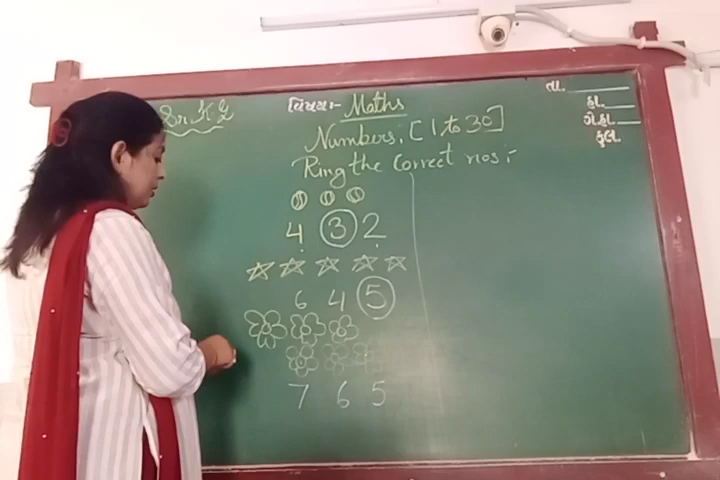 Sr KG
વિષય:- Maths
તા.
હા.
ગેહા.
કુલ.
Numbers: [1 to 30]
Ring the correct nos:-
4 3 2
6 4 5
7 6 5